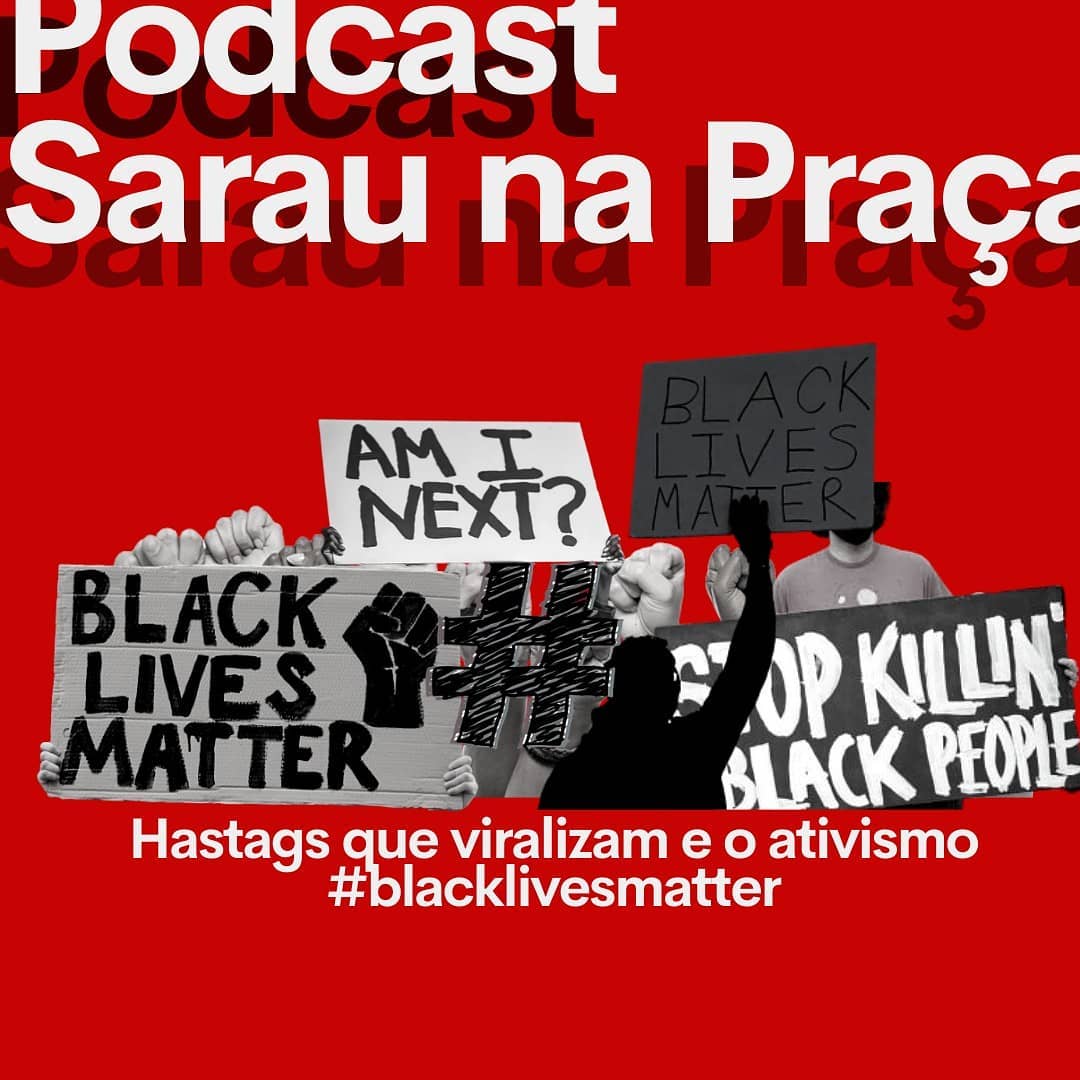 Podcast
Sarau na Praça
AM I
NEXT?
BLACK
LIVES
MATTER
BLACK
LIVES
MATTER
#
STOP KILLIN'
BLACK PEOPLE
Hastags que viralizam e o ativismo
#blacklivesmatter